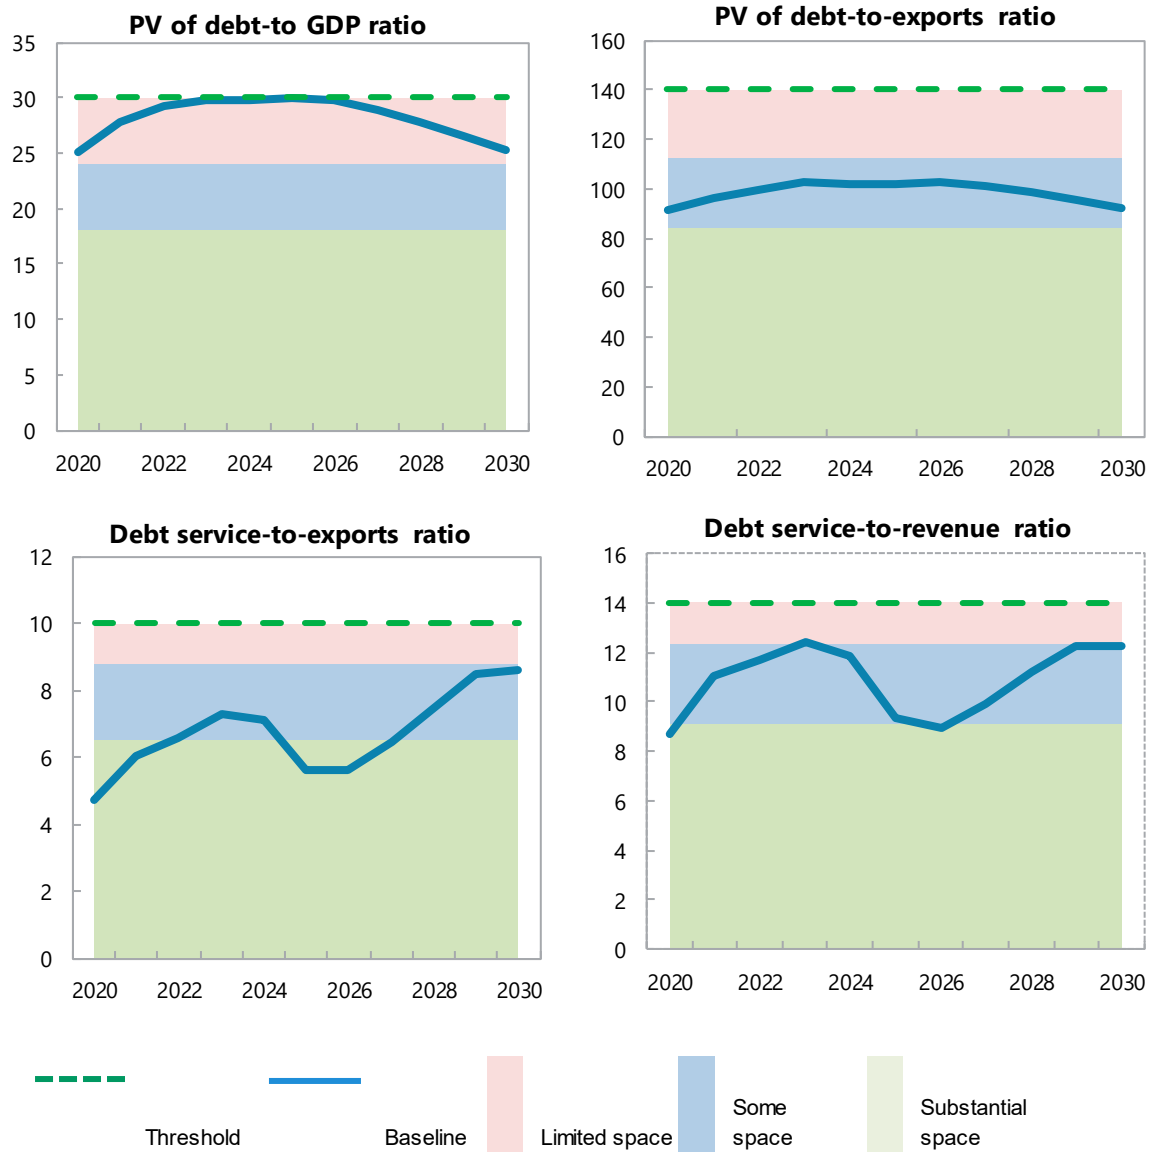 PV of debt-to GDP ratio
35
30
25
20
15
10
5
0
2020 2022 2024 2026 2028 2030
PV of debt-to-exports ratio
160
140
120
100
80
60
40
20
0
2020 2022 2024 2026 2028 2030
Debt service-to-exports ratio
12
10
8
6
4
2
0
2020 2022 2024 2026 2028 2030
Debt service-to-revenue ratio
16
14
12
10
8
6
4
2
0
2020 2022 2024 2026 2028 2030
Threshold
Baseline
Limited space
Some
space
Substantial
space